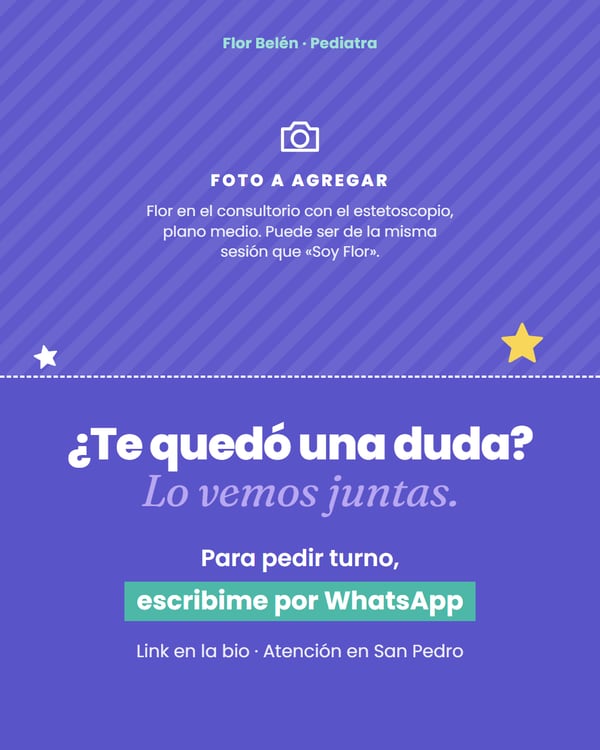 Flor Belén · Pediatra
FOTO A AGREGAR
Flor en el consultorio con el estetoscopio,
plano medio. Puede ser de la misma
sesión que «Soy Flor».
¿Te quedó una duda?
Lo vemos juntas.
Para pedir turno,
escribime por WhatsApp
Link en la bio · Atención en San Pedro